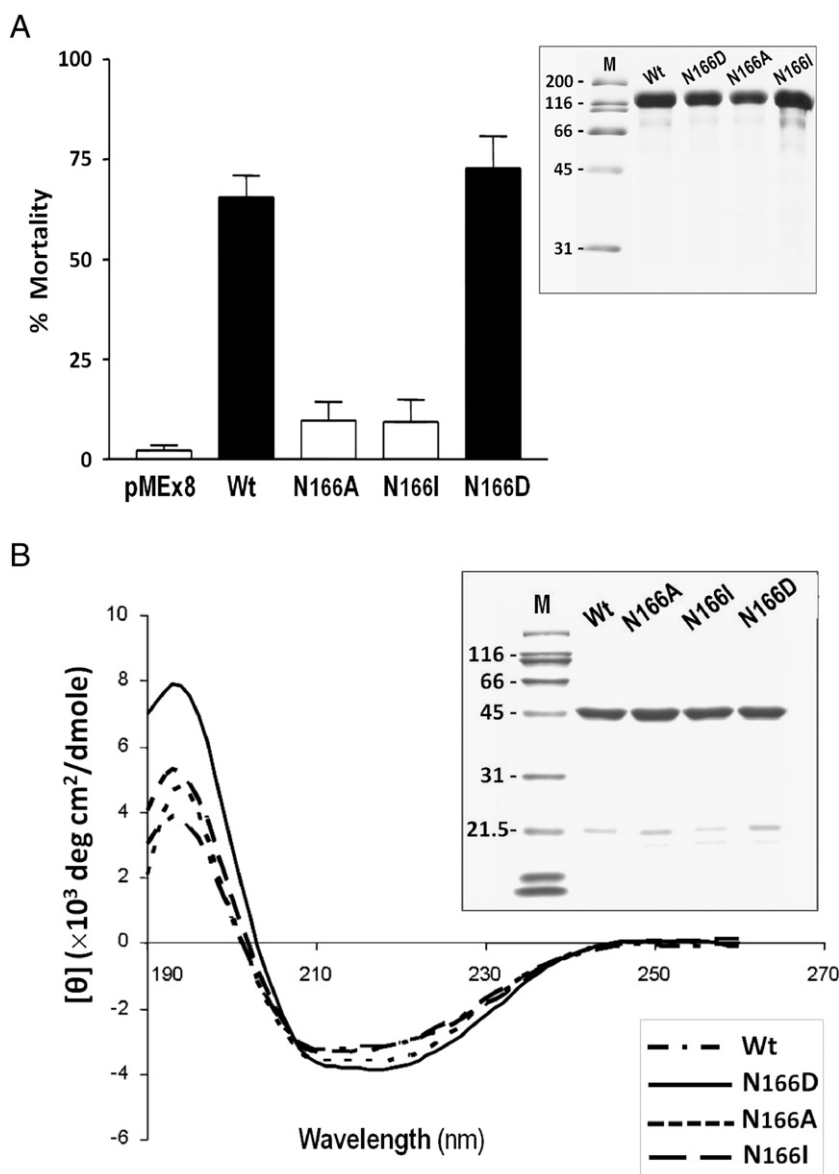 A
100
75
50
25
0
% Mortality
pMEx8 Wt N166A N166I N166D
M Wt N166D N166A N166I
200 -
116 -
66 -
45 -
31 -
B
10
8
6
4
2
0
-2
-4
-6
[θ] (×10³ deg cm²/dmole)
190 210 230 250 270
Wavelength (nm)
M Wt N166A N166I N166D
116 -
66 -
45 -
31 -
21.5-
Wt
N166D
N166A
N166I